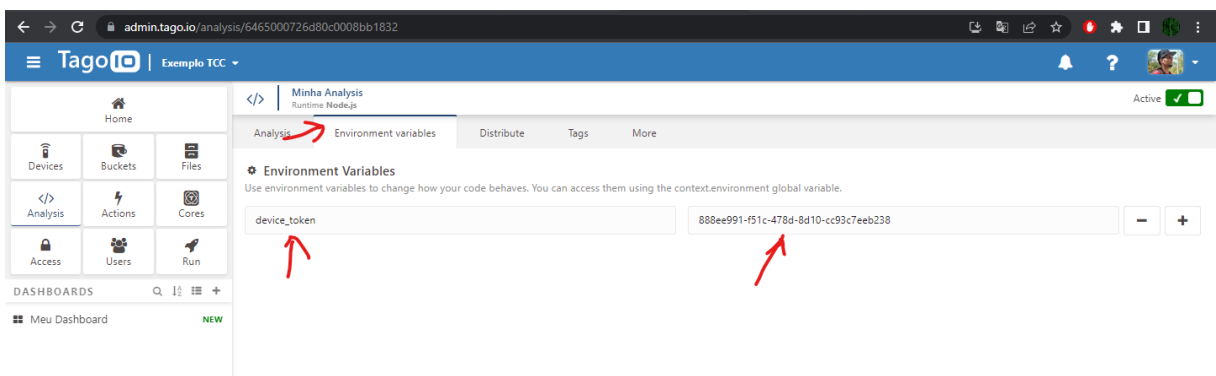 admin.tago.io/analysis/6465000726d80c0008bb1832
TagoIO | Exemplo TCC
Home
Devices Buckets Files
Analysis Actions Cores
Access Users Run
DASHBOARDS
Meu Dashboard NEW
</> Minha Analysis
Runtime Node.js
Active
Analysis Environment variables Distribute Tags More
Environment Variables
Use environment variables to change how your code behaves. You can access them using the context.environment global variable.
device_token 888ee991-f51c-478d-8d10-cc93c7eeb238